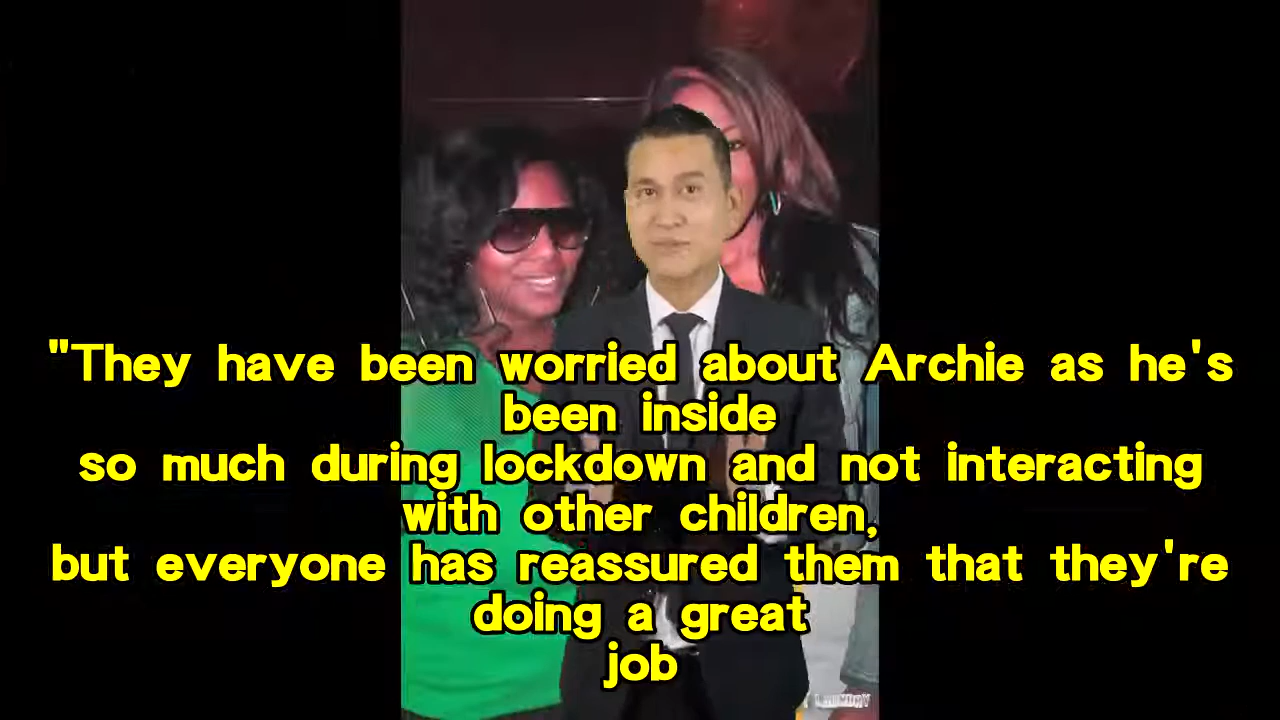 "They have been worried about Archie as he's
been inside
so much during lockdown and not interacting
with other children,
but everyone has reassured them that they're
doing a great
job